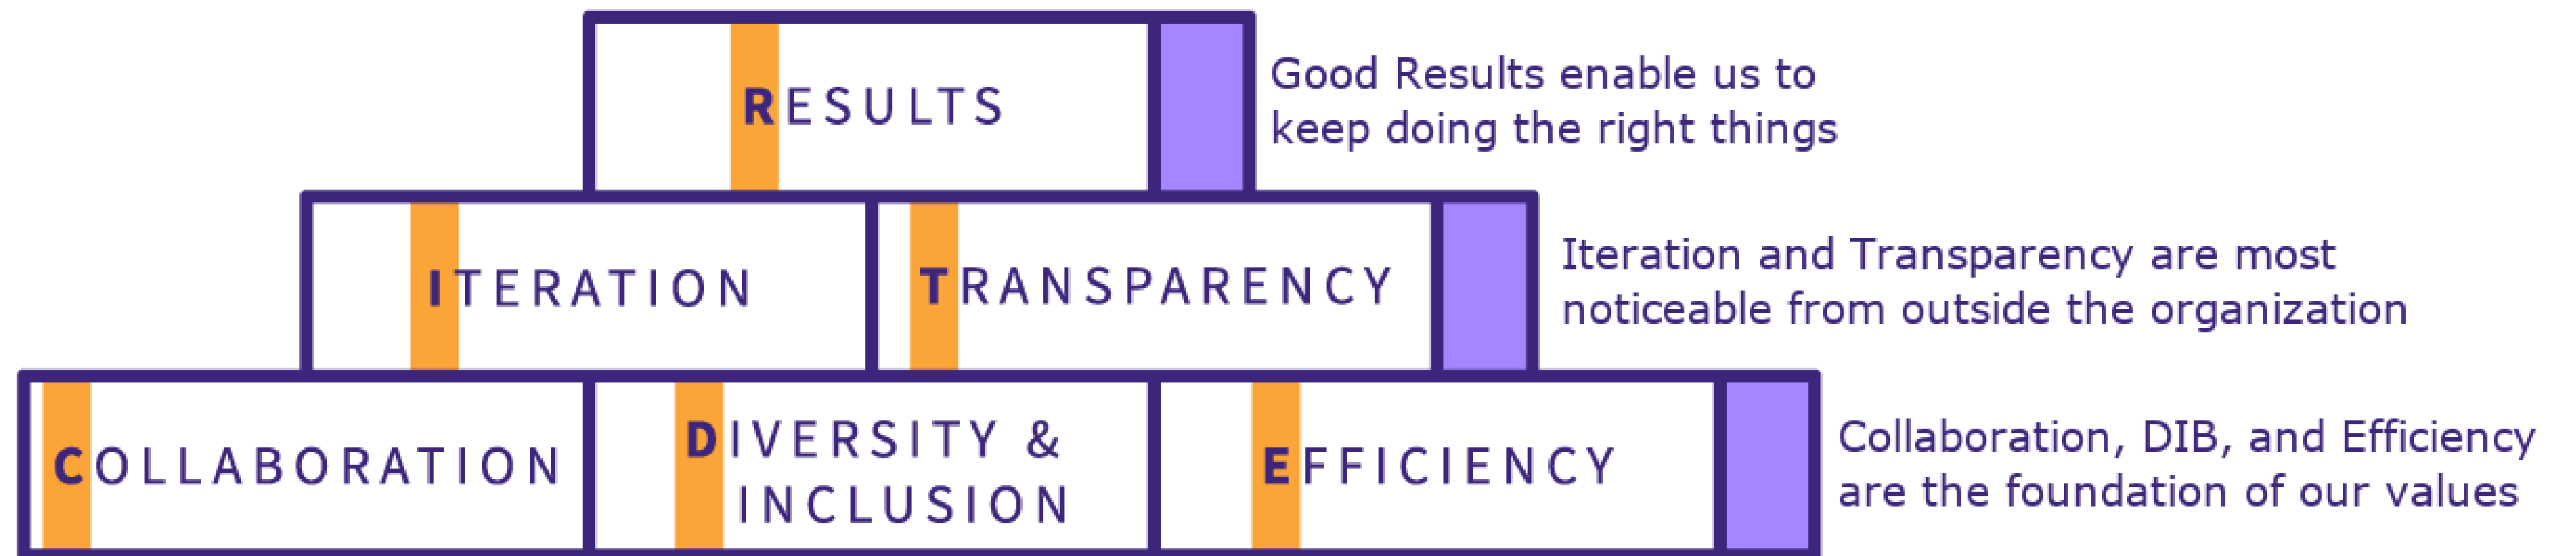 RESULTS
Good Results enable us to
keep doing the right things
ITERATION
TRANSPARENCY
Iteration and Transparency are most
noticeable from outside the organization
COLLABORATION
DIVERSITY &
INCLUSION
EFFICIENCY
Collaboration, DIB, and Efficiency
are the foundation of our values